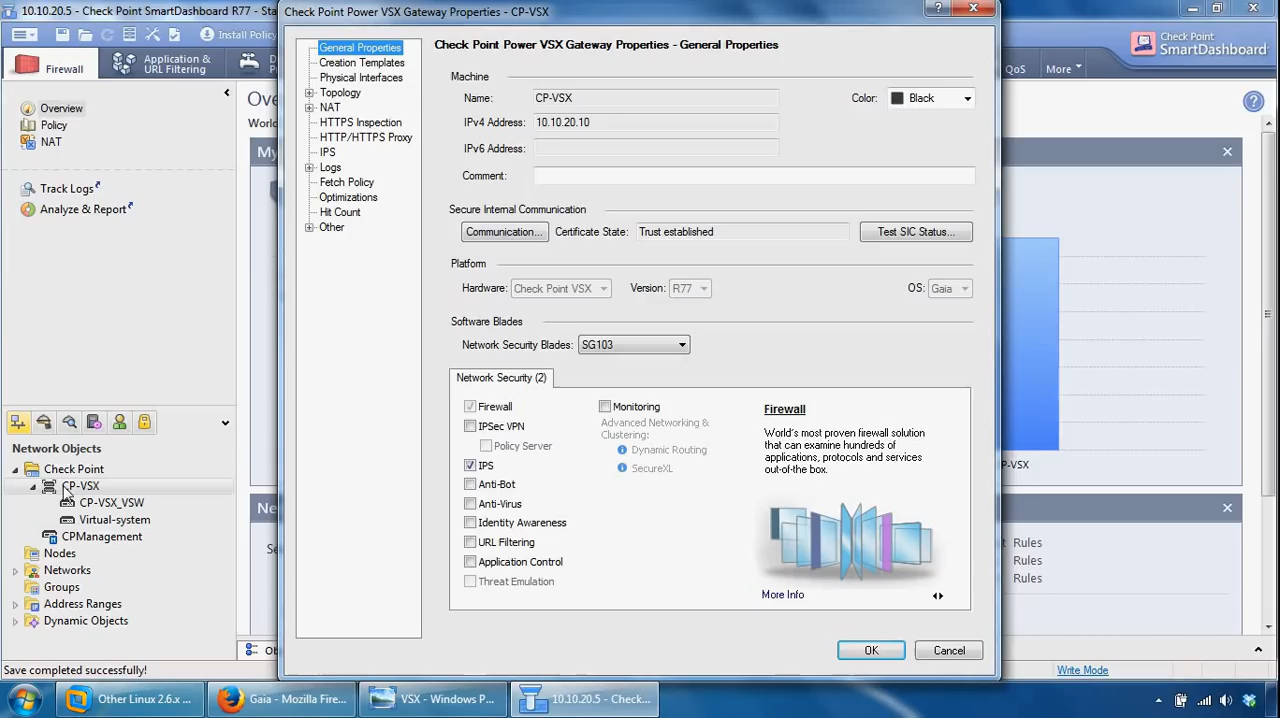 10.10.20.5 - Check Point SmartDashboard R77 - Sta
Check Point Power VSX Gateway Properties - CP-VSX
Install Policy
Check Point
SmartDashboard
Firewall
Application
& URL Filtering
D
P
QoS
More
Overview
Policy
NAT
Track Logs
Analyze & Report
Ove
World
My
General Properties
Creation Templates
Physical Interfaces
Topology
NAT
HTTPS Inspection
HTTP/HTTPS Proxy
IPS
Logs
Fetch Policy
Optimizations
Hit Count
Other
Check Point Power VSX Gateway Properties - General Properties
Machine
Name: CP-VSX
Color: Black
IPv4 Address: 10.10.20.10
IPv6 Address:
Comment:
Secure Internal Communication
Communication... Certificate State: Trust established Test SIC Status...
Platform
Hardware: Check Point VSX Version: R77 OS: Gaia
Software Blades
Network Security Blades: SG103
Network Security (2)
Firewall
IPSec VPN
Policy Server
IPS
Anti-Bot
Anti-Virus
Identity Awareness
URL Filtering
Application Control
Threat Emulation
Monitoring
Advanced Networking &
Clustering:
Dynamic Routing
SecureXL
Firewall
World's most proven firewall solution
that can examine hundreds of
applications, protocols and services
out-of-the box.
More Info
OK
Cancel
Network Objects
Check Point
CP-VSX
CP-VSX_VSW
Virtual-system
CPManagement
Nodes
Networks
Groups
Address Ranges
Dynamic Objects
P-VSX
Ne
Se
t Rules
Rules
Rules
Ob
Save completed successfully!
Write Mode
Other Linux 2.6.x ...
Gaia - Mozilla Fire...
VSX - Windows P...
10.10.20.5 - Check...